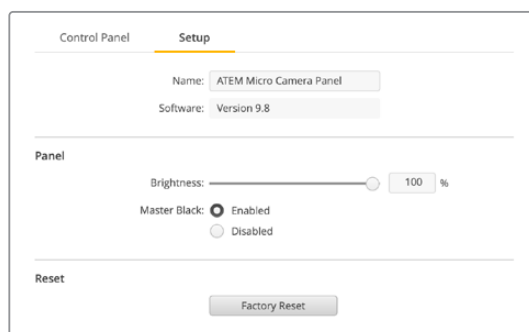 Control Panel Setup
Name: ATEM Micro Camera Panel
Software: Version 9.8
Panel
Brightness: 100 %
Master Black: Enabled
Disabled
Reset
Factory Reset